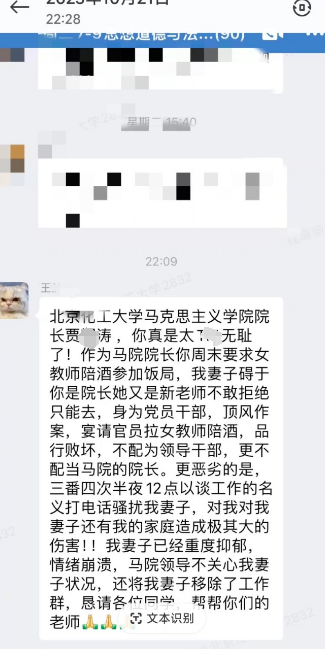 2025年10月21日
22:28
周二 7-9 思想道德与法...(90)
星期二 15:40
22:09
王
北京化工大学马克思主义学院院
长贾 涛，你真是太 无耻
了！作为马院院长你周末要求女
教师陪酒参加饭局，我妻子碍于
你是院长她又是新老师不敢拒绝
只能去，身为党员干部，顶风作
案，宴请官员拉女教师陪酒，品
行败坏，不配为领导干部，更不
配当马院的院长。更恶劣的是，
三番四次半夜12点以谈工作的名
义打电话骚扰我妻子，对我对我
妻子还有我的家庭造成极其大的
伤害！！我妻子已经重度抑郁，
情绪崩溃，马院领导不关心我妻
子状况，还将我妻子移除了工作
群，恳请各位同学，帮帮你们的
老师🙏🙏.
文本识别